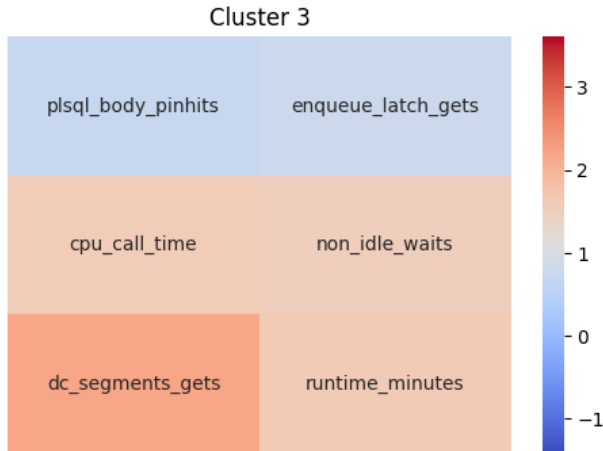 Cluster 3
plsql_body_pinhits enqueue_latch_gets
cpu_call_time non_idle_waits
dc_segments_gets runtime_minutes
3
2
1
0
−1